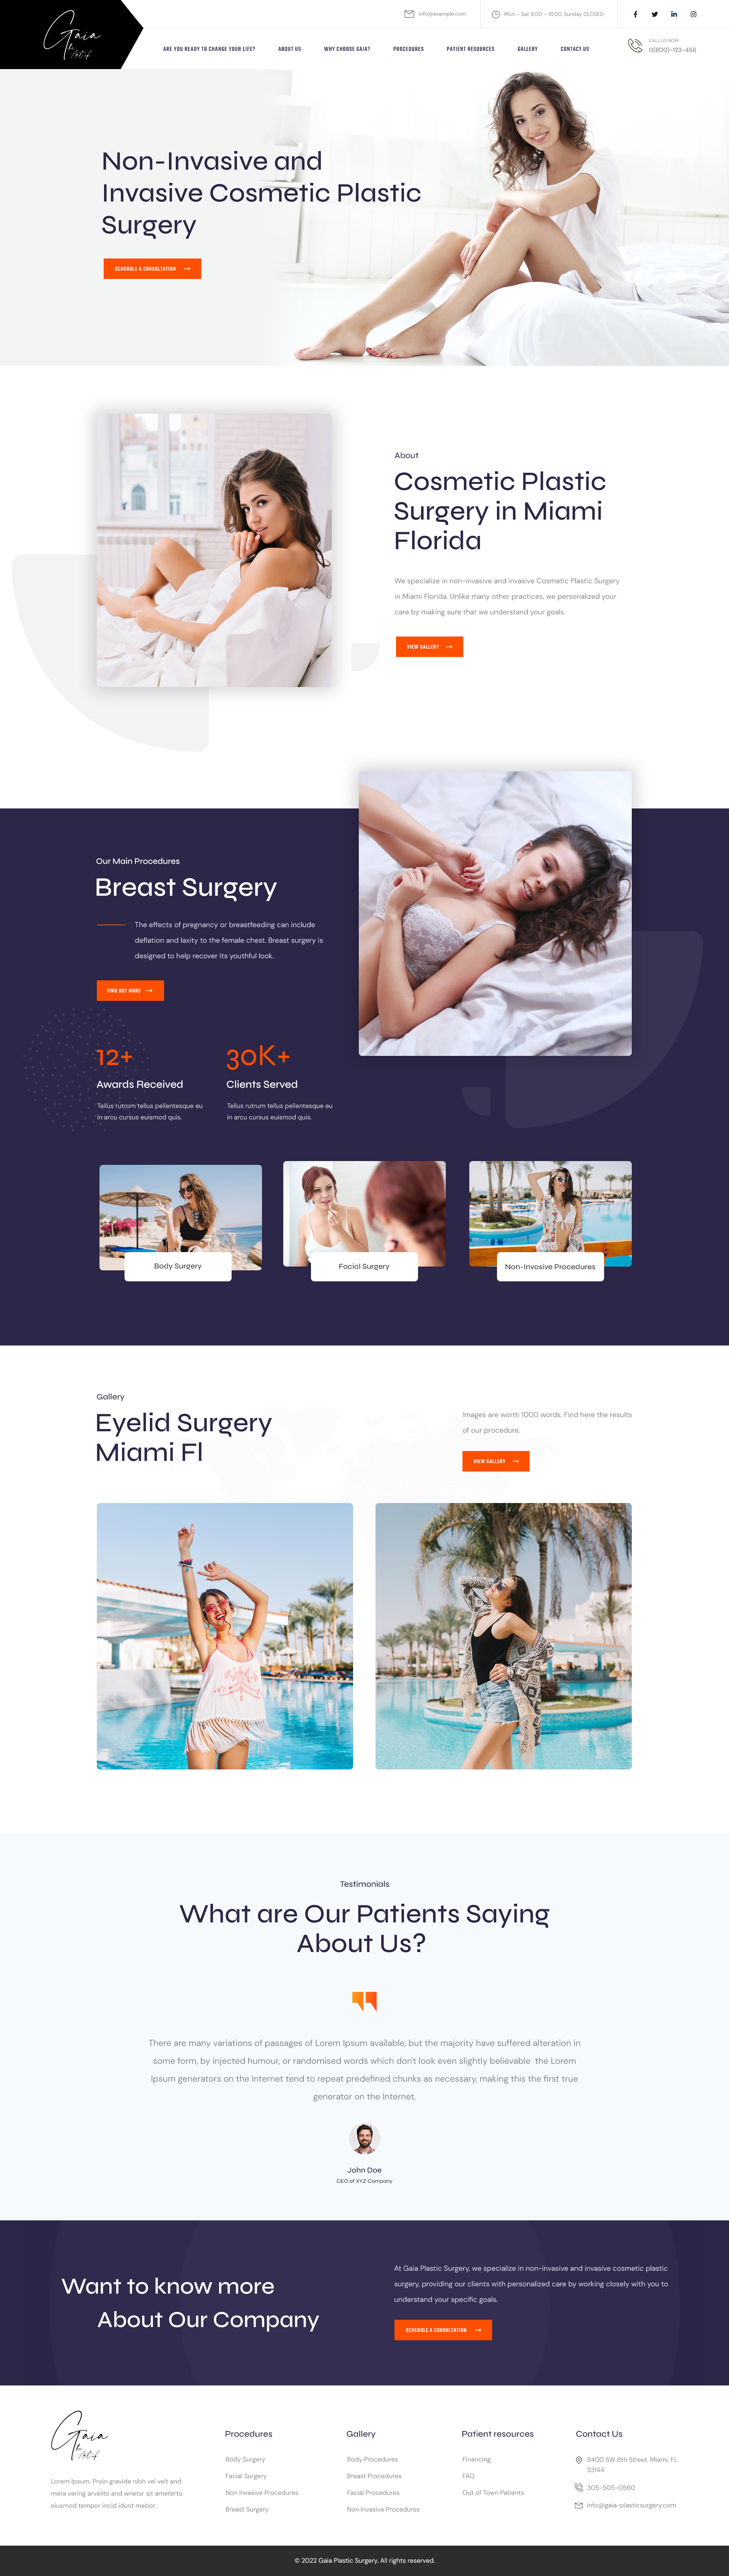 Gaia
the Art of
info@example.com
Mon – Sat 8:00 – 18:00, Sunday CLOSED
ARE YOU READY TO CHANGE YOUR LIFE?
ABOUT US
WHY CHOOSE GAIA?
PROCEDURES
PATIENT RESOURCES
GALLERY
CONTACT US
CALL US NOW
0(800)-123-456
Non-Invasive and
Invasive Cosmetic Plastic
Surgery
SCHEDULE A CONSULTATION
About
Cosmetic Plastic
Surgery in Miami
Florida
We specialize in non-invasive and invasive Cosmetic Plastic Surgery
in Miami Florida. Unlike many other practices, we personalized your
care by making sure that we understand your goals.
VIEW GALLERY
Our Main Procedures
Breast Surgery
The effects of pregnancy or breastfeeding can include
deflation and laxity to the female chest. Breast surgery is
designed to help recover its youthful look.
FIND OUT MORE
12+
Awards Received
Tellus rutrum tellus pellentesque eu
in arcu cursus euismod quis.
30K+
Clients Served
Tellus rutrum tellus pellentesque eu
in arcu cursus euismod quis.
Body Surgery
Facial Surgery
Non-Invasive Procedures
Gallery
Eyelid Surgery
Miami Fl
Images are worth 1000 words. Find here the results
of our procedure.
VIEW GALLERY
Testimonials
What are Our Patients Saying
About Us?
There are many variations of passages of Lorem Ipsum available, but the majority have suffered alteration in
some form, by injected humour, or randomised words which don't look even slightly believable the Lorem
Ipsum generators on the Internet tend to repeat predefined chunks as necessary, making this the first true
generator on the Internet.
John Doe
CEO of XYZ Company
Want to know more
About Our Company
At Gaia Plastic Surgery, we specialize in non-invasive and invasive cosmetic plastic
surgery, providing our clients with personalized care by working closely with you to
understand your specific goals.
SCHEDULE A CONSULTATION
Gaia
the Art of
Lorem Ipsum. Proin gravida nibh vel velit and
mera vering arvelito and wnetor sit ameterto
eiusmod tempor incid idunt mebor.
Procedures
Body Surgery
Facial Surgery
Non Invasive Procedures
Breast Surgery
Gallery
Body Procedures
Breast Procedures
Facial Procedures
Non Invasive Procedures
Patient resources
Financing
FAQ
Out of Town Patients
Contact Us
8400 SW 8th Street. Miami, FL
33144
305-505-0560
info@gaia-plasticsurgery.com
© 2022 Gaia Plastic Surgery. All rights reserved.